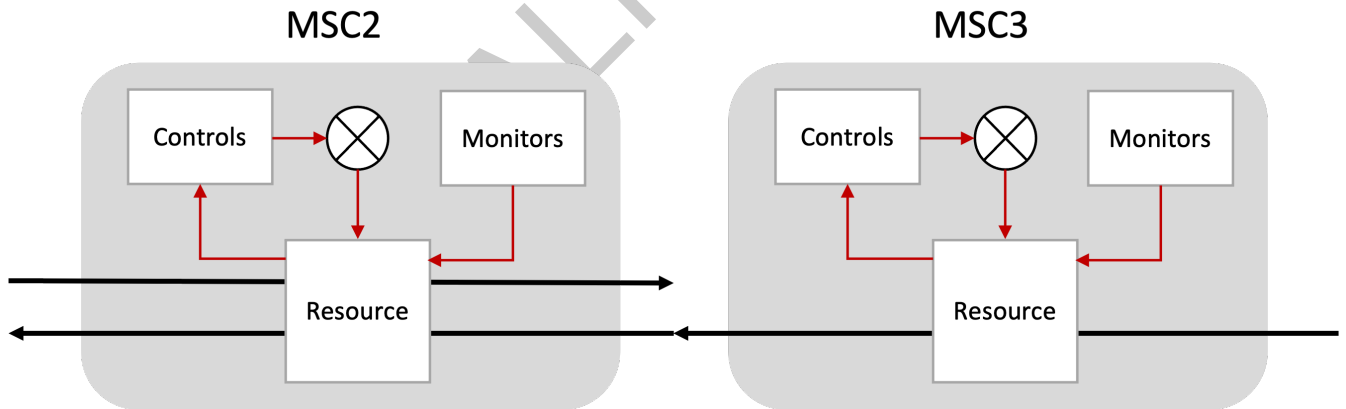 MSC2
MSC3
Controls
Monitors
Resource
Controls
Monitors
Resource